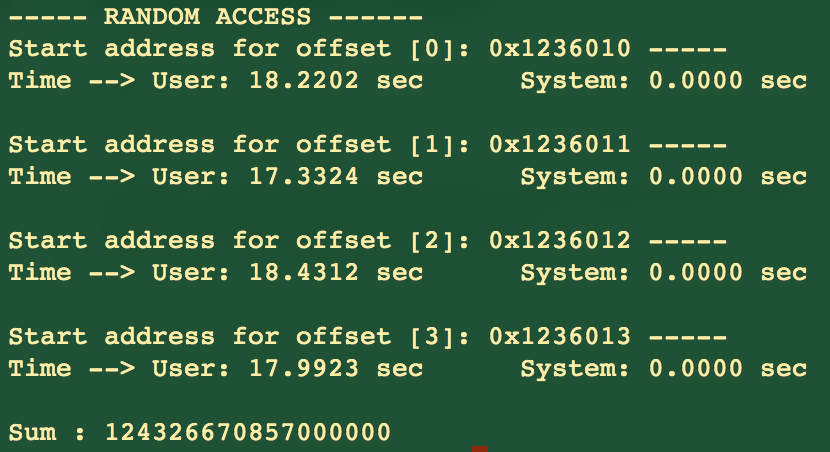 ----- RANDOM ACCESS ------
Start address for offset [0]: 0x1236010 -----
Time --> User: 18.2202 sec      System: 0.0000 sec
Start address for offset [1]: 0x1236011 -----
Time --> User: 17.3324 sec      System: 0.0000 sec
Start address for offset [2]: 0x1236012 -----
Time --> User: 18.4312 sec      System: 0.0000 sec
Start address for offset [3]: 0x1236013 -----
Time --> User: 17.9923 sec      System: 0.0000 sec
Sum : 124326670857000000